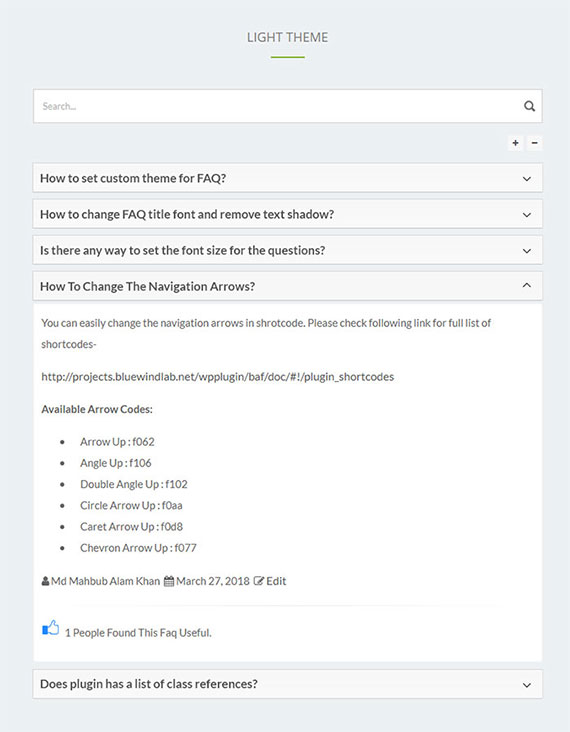 LIGHT THEME
Search...
+ −
How to set custom theme for FAQ?
How to change FAQ title font and remove text shadow?
Is there any way to set the font size for the questions?
How To Change The Navigation Arrows?
You can easily change the navigation arrows in shrotcode. Please check following link for full list of
shortcodes-
http://projects.bluewindlab.net/wpplugin/baf/doc/#!/plugin_shortcodes
Available Arrow Codes:
• Arrow Up : f062
• Angle Up : f106
• Double Angle Up : f102
• Circle Arrow Up : f0aa
• Caret Arrow Up : f0d8
• Chevron Arrow Up : f077
Md Mahbub Alam Khan March 27, 2018 Edit
1 People Found This Faq Useful.
Does plugin has a list of class references?